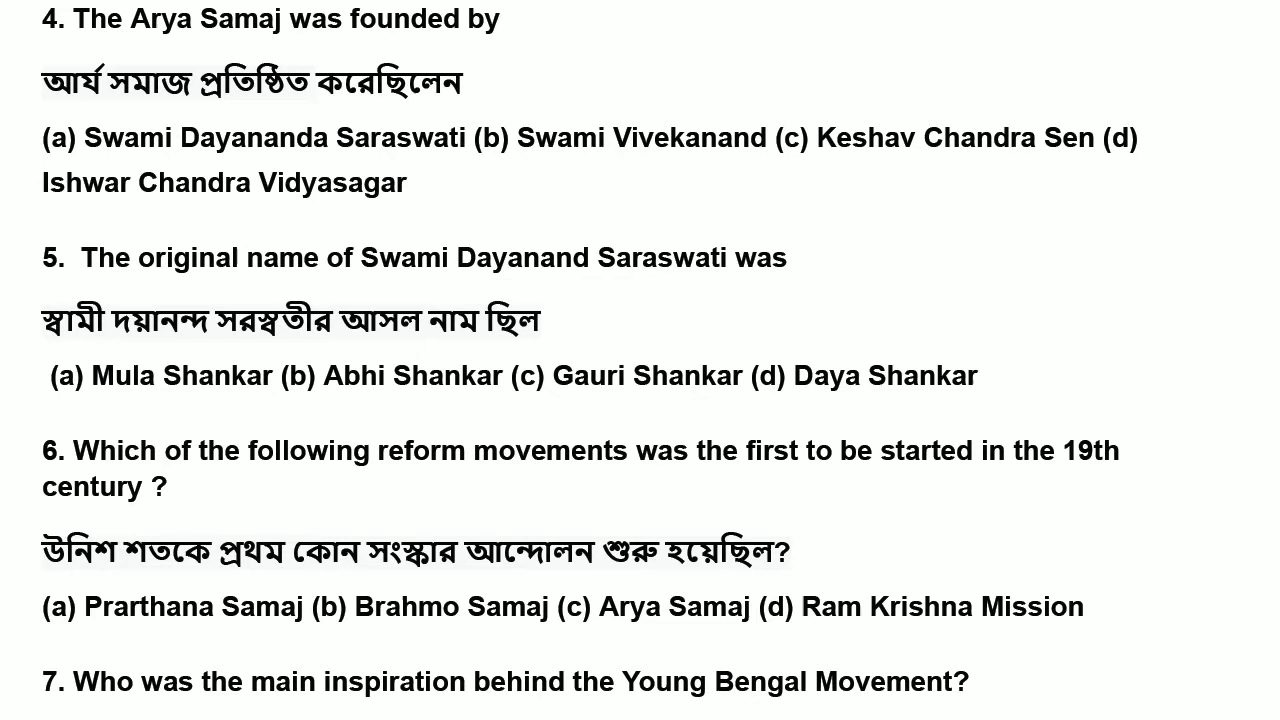 4. The Arya Samaj was founded by
আর্য সমাজ প্রতিষ্ঠিত করেছিলেন
(a) Swami Dayananda Saraswati (b) Swami Vivekanand (c) Keshav Chandra Sen (d)
Ishwar Chandra Vidyasagar
5.  The original name of Swami Dayanand Saraswati was
স্বামী দয়ানন্দ সরস্বতীর আসল নাম ছিল
(a) Mula Shankar (b) Abhi Shankar (c) Gauri Shankar (d) Daya Shankar
6. Which of the following reform movements was the first to be started in the 19th
century ?
উনিশ শতকে প্রথম কোন সংস্কার আন্দোলন শুরু হয়েছিল?
(a) Prarthana Samaj (b) Brahmo Samaj (c) Arya Samaj (d) Ram Krishna Mission
7. Who was the main inspiration behind the Young Bengal Movement?